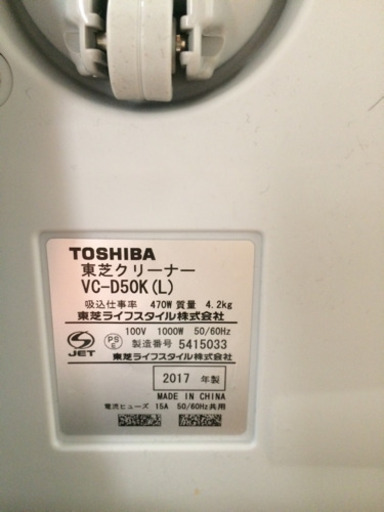 TOSHIBA
東芝クリーナー
VC-D50K(L)
吸込仕事率 470W 質量 4.2kg
東芝ライフスタイル株式会社
100V 1000W 50/60Hz
PS E 製造番号 5415033
S JET 東芝ライフスタイル株式会社
2017 年製
MADE IN CHINA
電流ヒューズ 15A 50/60Hz共用